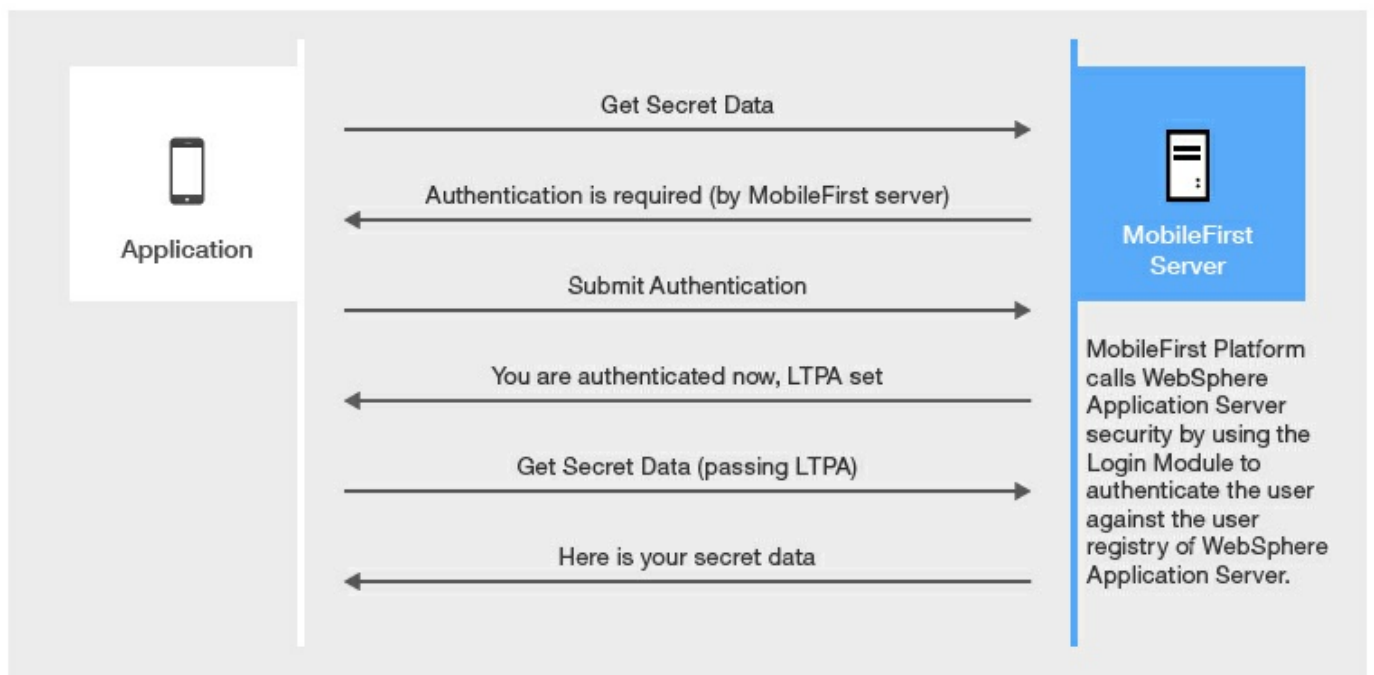 Get Secret Data
Authentication is required (by MobileFirst server)
Application
MobileFirst
Server
Submit Authentication
You are authenticated now, LTPA set
Get Secret Data (passing LTPA)
Here is your secret data
MobileFirst Platform
calls WebSphere
Application Server
security by using the
Login Module to
authenticate the user
against the user
registry of WebSphere
Application Server.